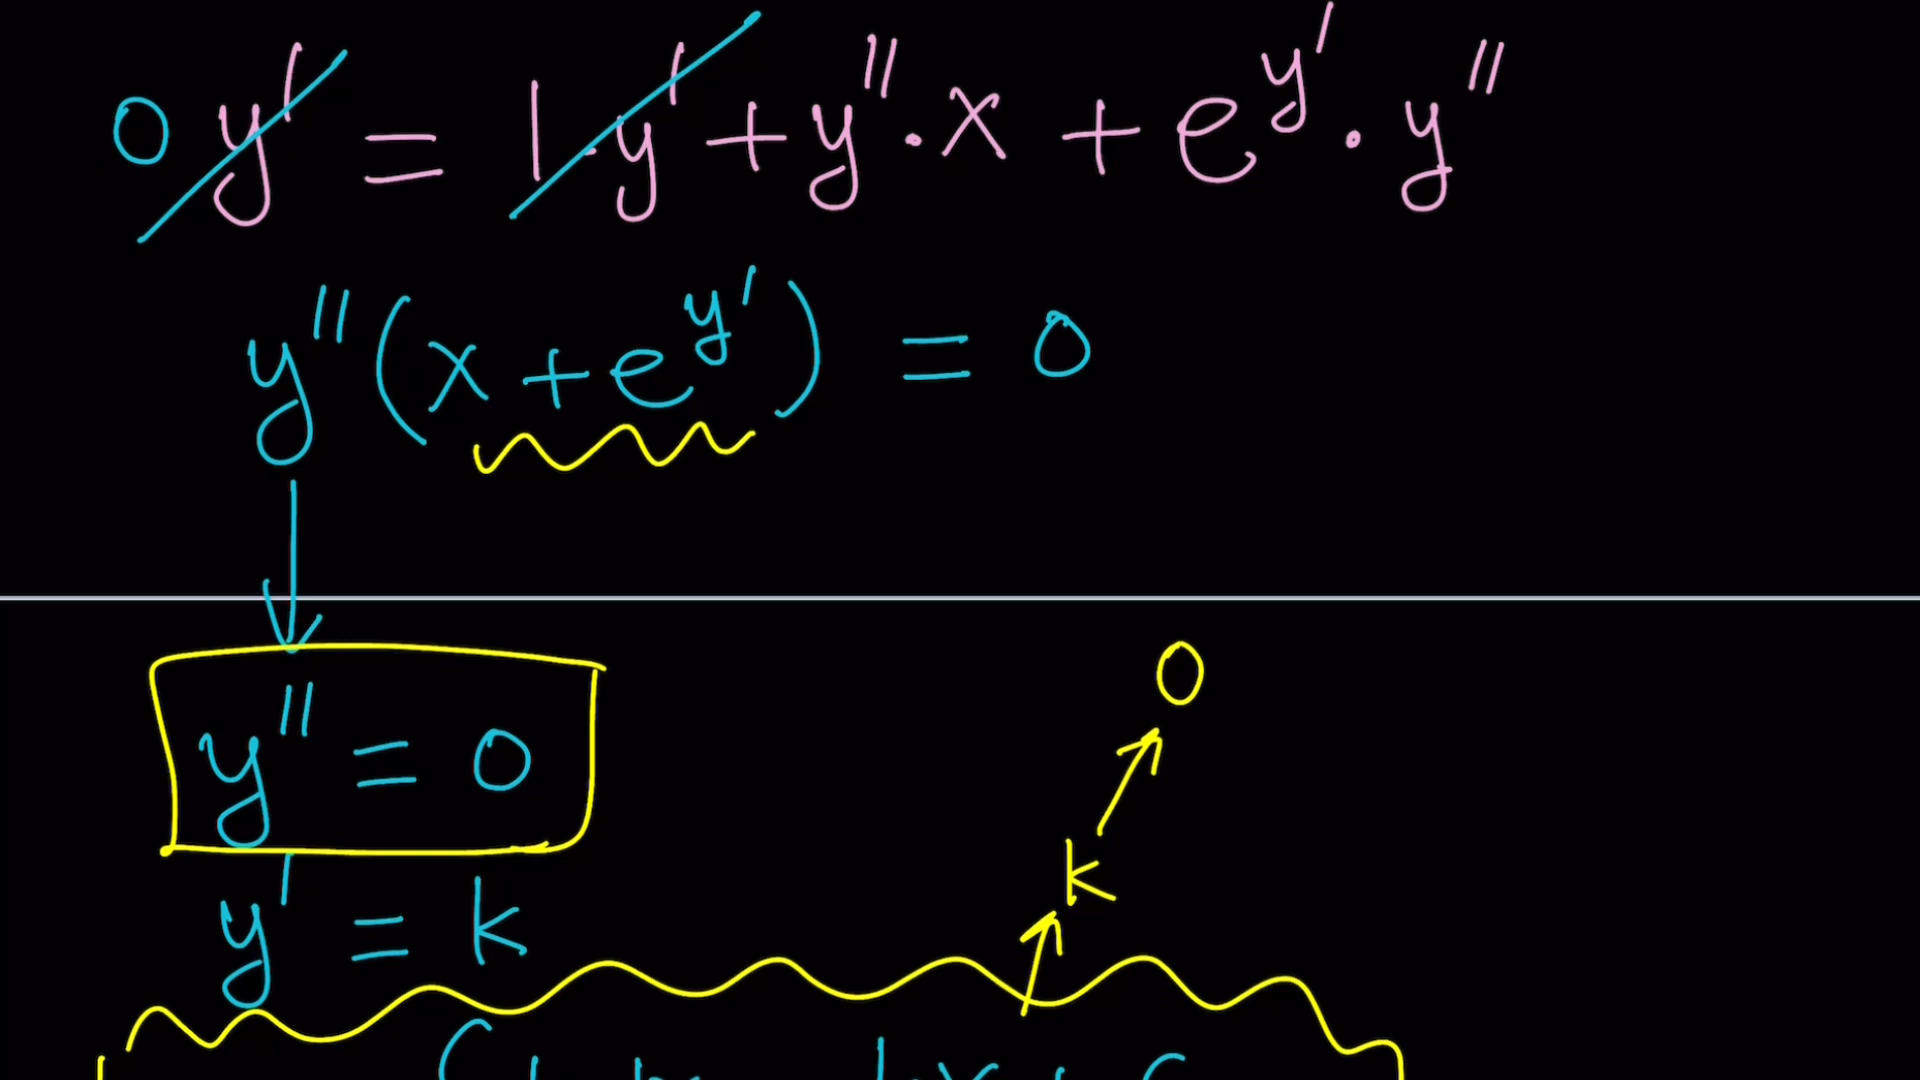 0 y' = 1·y' + y''·x + e^{y'}·y''
y''(x + e^{y'}) = 0
0
y'' = 0
k
y' = k